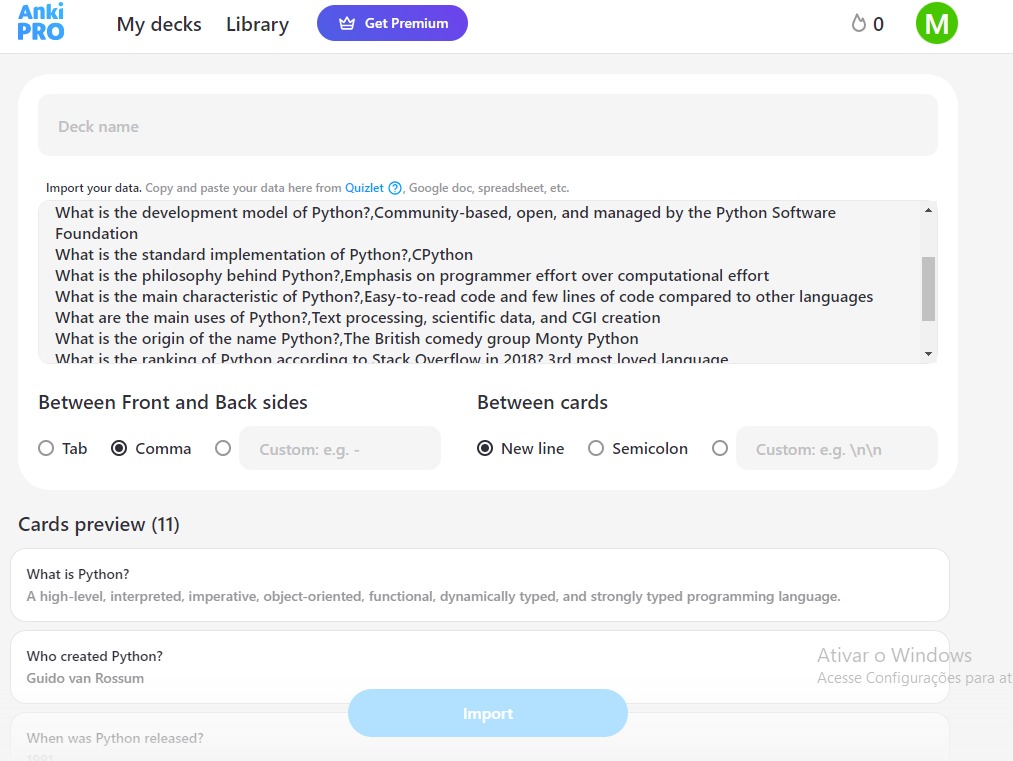 Anki
PRO
My decks
Library
Get Premium
0
M
Deck name
Import your data. Copy and paste your data here from Quizlet ?, Google doc, spreadsheet, etc.
What is the development model of Python?,Community-based, open, and managed by the Python Software
Foundation
What is the standard implementation of Python?,CPython
What is the philosophy behind Python?,Emphasis on programmer effort over computational effort
What is the main characteristic of Python?,Easy-to-read code and few lines of code compared to other languages
What are the main uses of Python?,Text processing, scientific data, and CGI creation
What is the origin of the name Python?,The British comedy group Monty Python
What is the ranking of Python according to Stack Overflow in 2018?,3rd most loved language
Between Front and Back sides
Tab
Comma
Custom: e.g. -
Between cards
New line
Semicolon
Custom: e.g. \n\n
Cards preview (11)
What is Python?
A high-level, interpreted, imperative, object-oriented, functional, dynamically typed, and strongly typed programming language.
Who created Python?
Guido van Rossum
Ativar o Windows
Acesse Configurações para at
Import
When was Python released?
1991